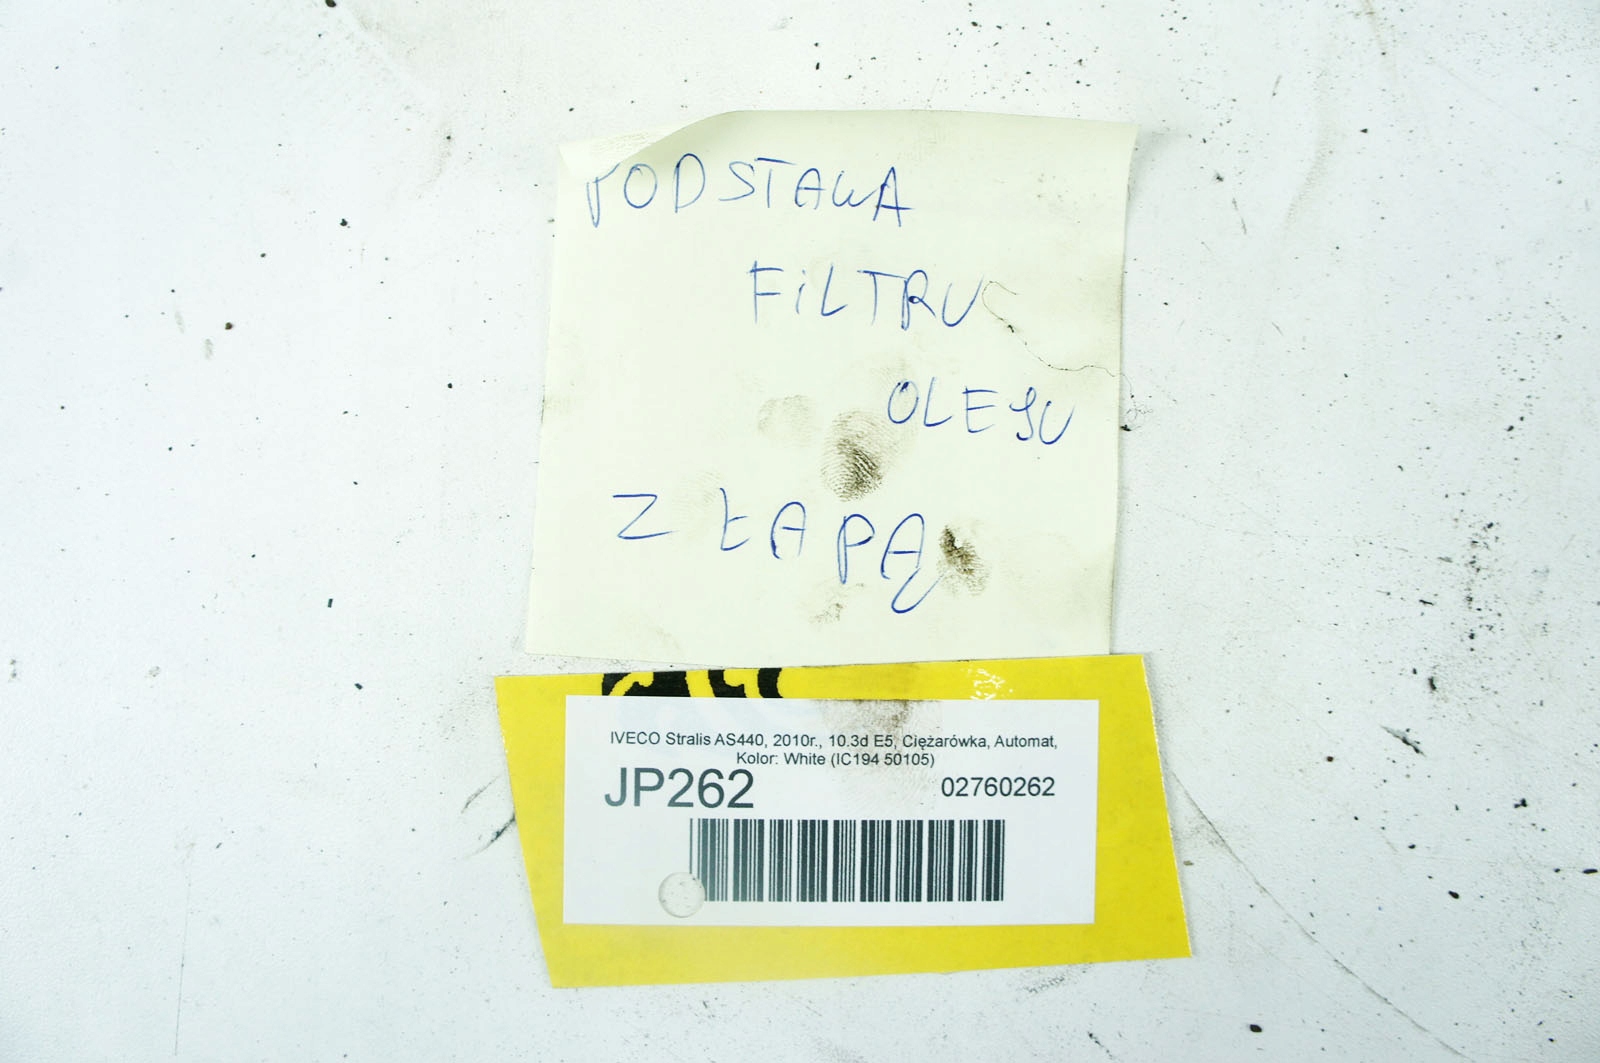 PODSTAWA
FiLTRU
OLEJU
Z ŁAPĄ
IVECO Stralis AS440, 2010r., 10.3d E5, Ciężarówka, Automat,
Kolor: White (IC194 50105)
JP262
02760262